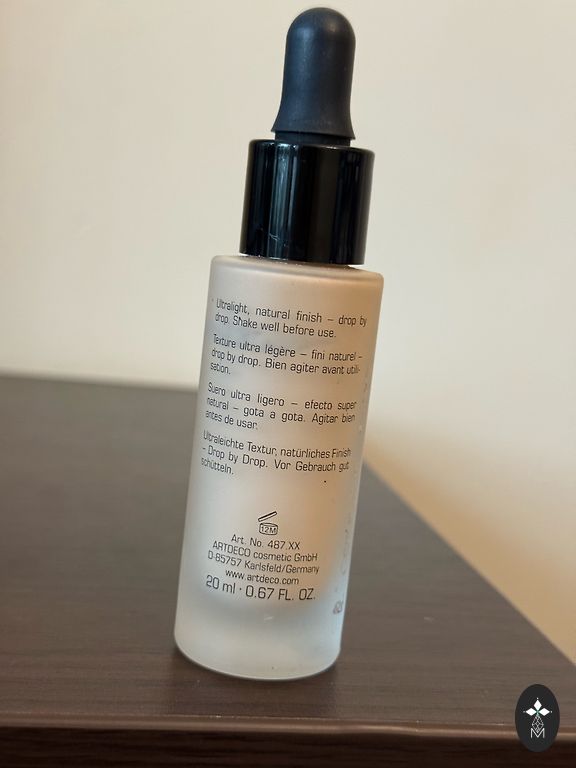 Ultralight, natural finish – drop by
drop. Shake well before use.
Texture ultra légère – fini naturel –
drop by drop. Bien agiter avant utili-
sation.
Suero ultra ligero – efecto super
natural – gota a gota. Agitar bien
antes de usar.
Ultraleichte Textur, natürliches Finish
– Drop by Drop. Vor Gebrauch gut
schütteln.
12M
Art. No. 487.XX
ARTDECO cosmetic GmbH
D-85757 Karlsfeld/Germany
www.artdeco.com
20 ml · 0.67 FL. OZ.
M